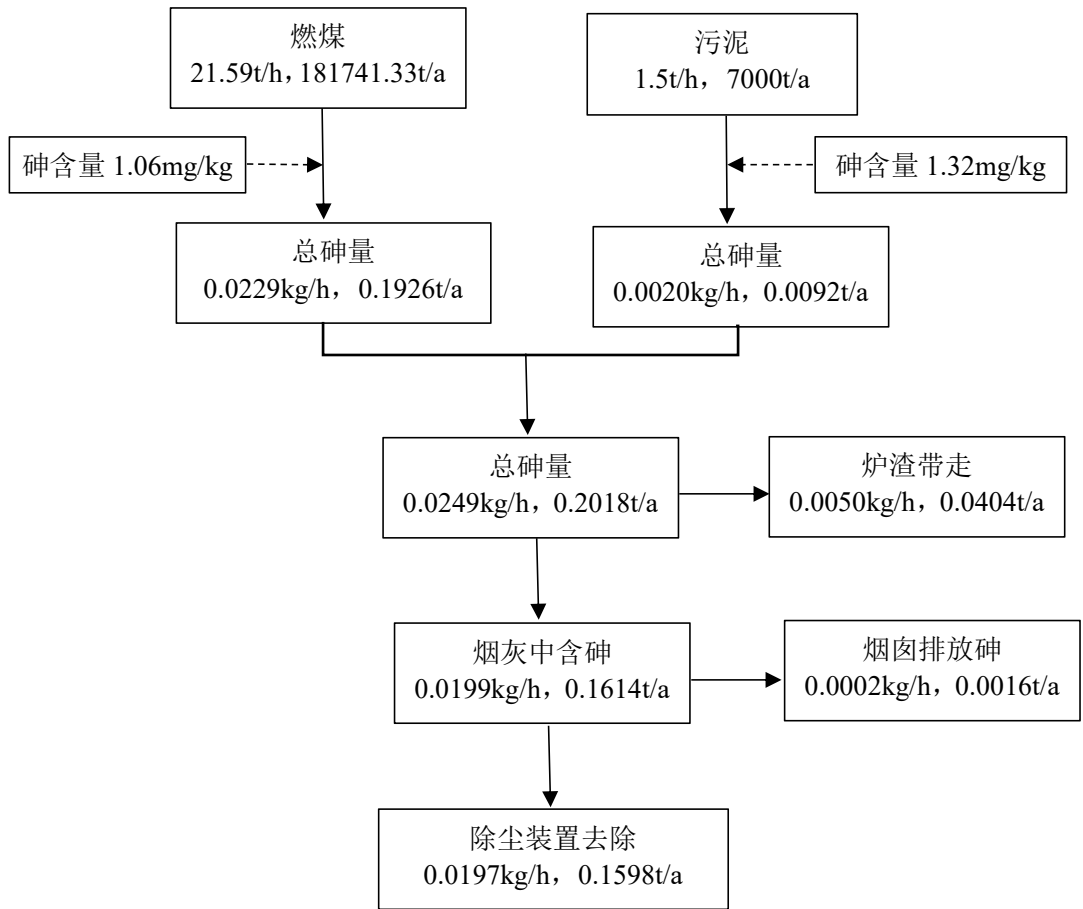 燃煤
21.59t/h，181741.33t/a
污泥
1.5t/h，7000t/a
砷含量 1.06mg/kg
砷含量 1.32mg/kg
总砷量
0.0229kg/h，0.1926t/a
总砷量
0.0020kg/h，0.0092t/a
总砷量
0.0249kg/h，0.2018t/a
炉渣带走
0.0050kg/h，0.0404t/a
烟灰中含砷
0.0199kg/h，0.1614t/a
烟囱排放砷
0.0002kg/h，0.0016t/a
除尘装置去除
0.0197kg/h，0.1598t/a